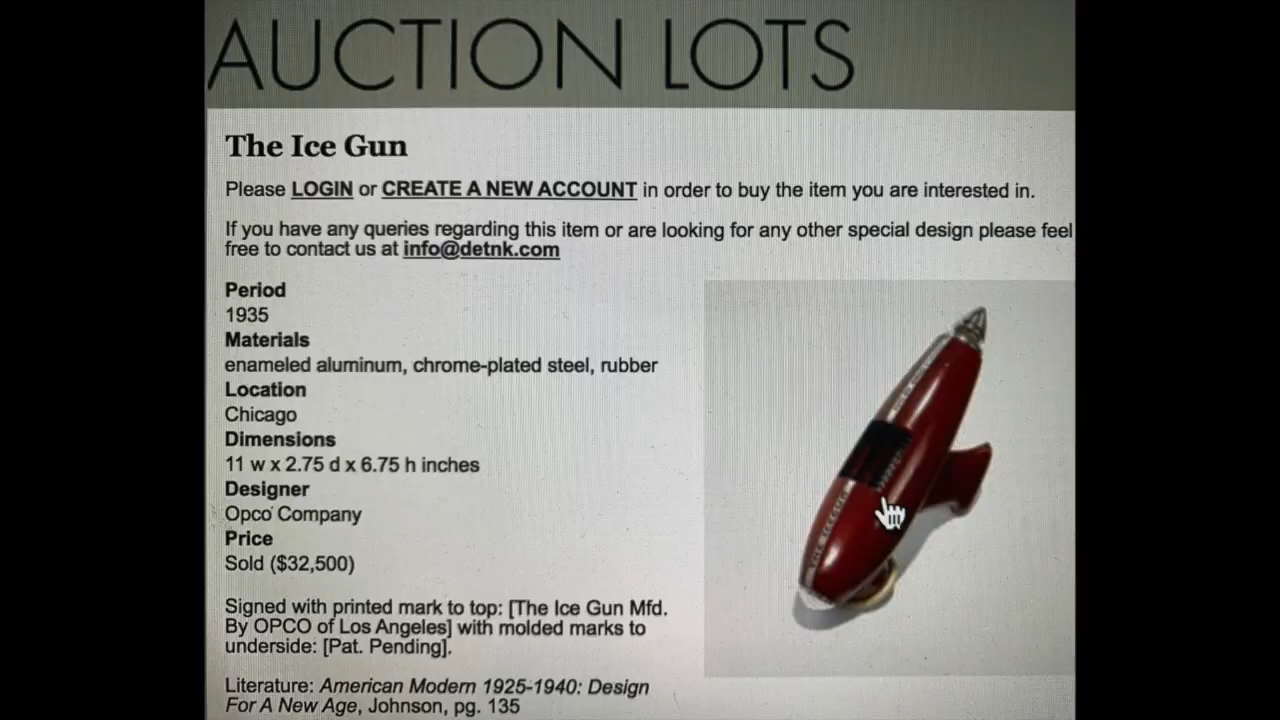 AUCTION LOTS
The Ice Gun
Please LOGIN or CREATE A NEW ACCOUNT in order to buy the item you are interested in.
If you have any queries regarding this item or are looking for any other special design please feel
free to contact us at info@detnk.com
Period
1935
Materials
enameled aluminum, chrome-plated steel, rubber
Location
Chicago
Dimensions
11 w x 2.75 d x 6.75 h inches
Designer
Opco Company
Price
Sold ($32,500)
Signed with printed mark to top: [The Ice Gun Mfd.
By OPCO of Los Angeles] with molded marks to
underside: [Pat. Pending].
Literature: American Modern 1925-1940: Design
For A New Age, Johnson, pg. 135